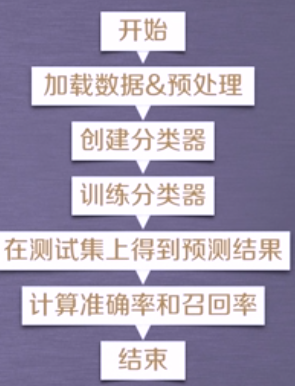 开始
加载数据&预处理
创建分类器
训练分类器
在测试集上得到预测结果
计算准确率和召回率
结束